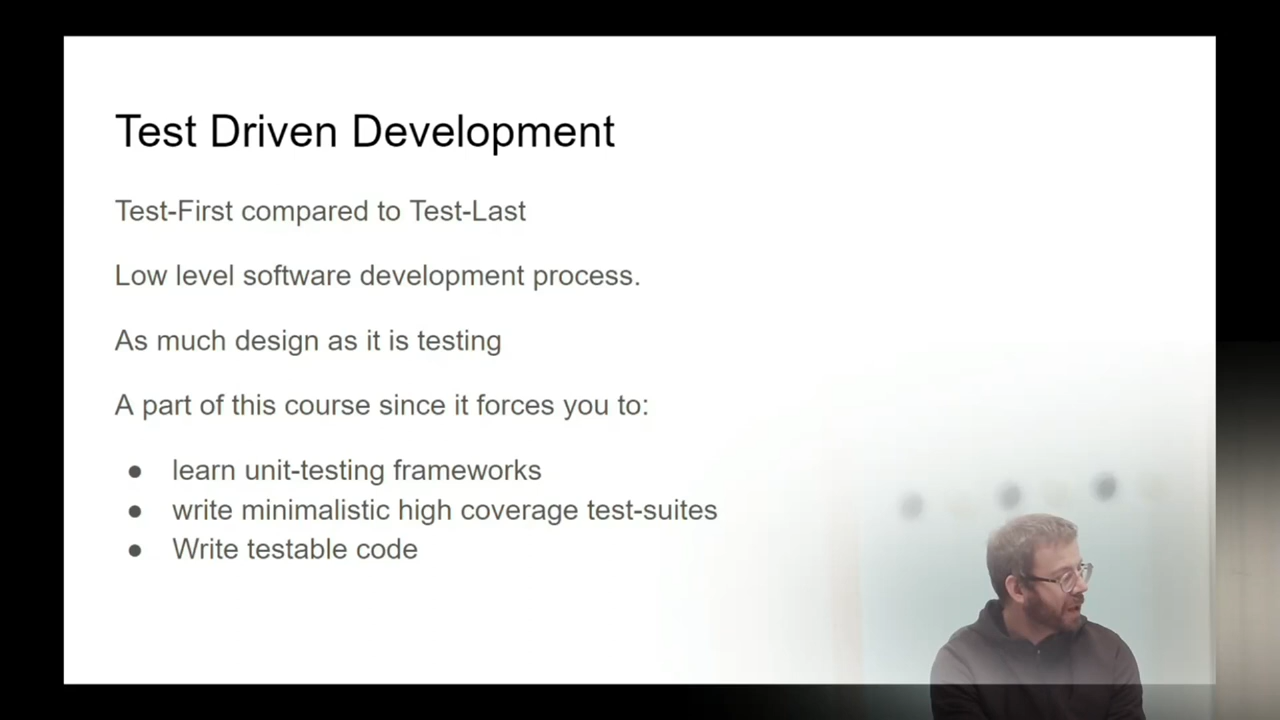 Test Driven Development
Test-First compared to Test-Last
Low level software development process.
As much design as it is testing
A part of this course since it forces you to:
● learn unit-testing frameworks
● write minimalistic high coverage test-suites
● Write testable code